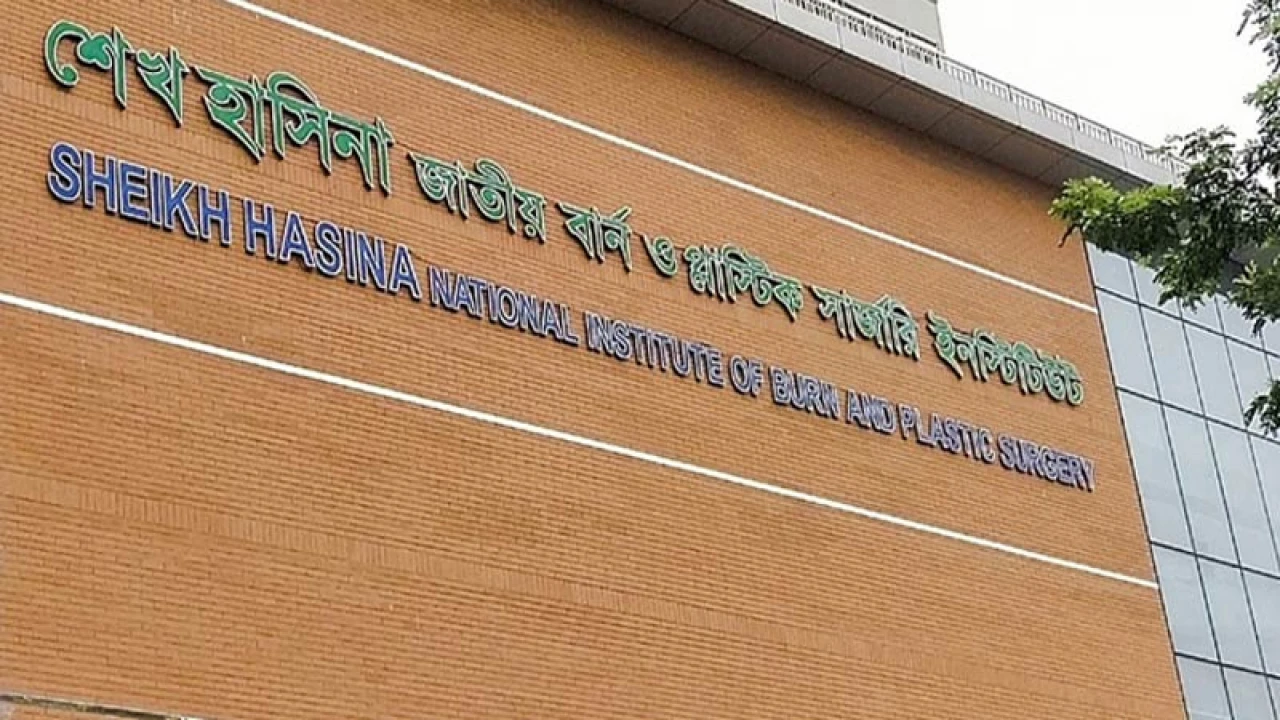 শেখ হাসিনা জাতীয় বার্ন ও প্লাস্টিক সার্জারি ইনস্টিটিউট
SHEIKH HASINA NATIONAL INSTITUTE OF BURN AND PLASTIC SURGERY